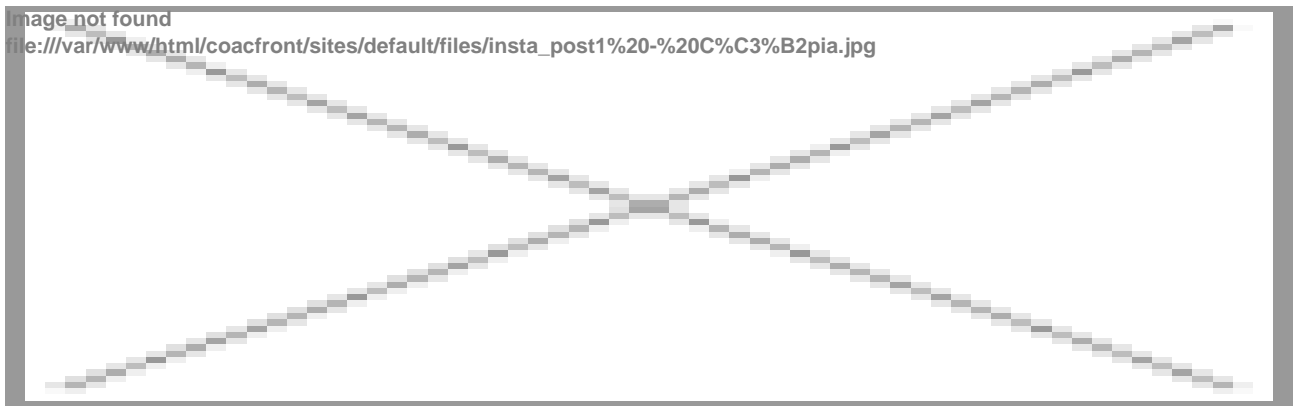 Image not found
file:///var/www/html/coacfront/sites/default/files/insta_post1%20-%20C%C3%B2pia.jpg